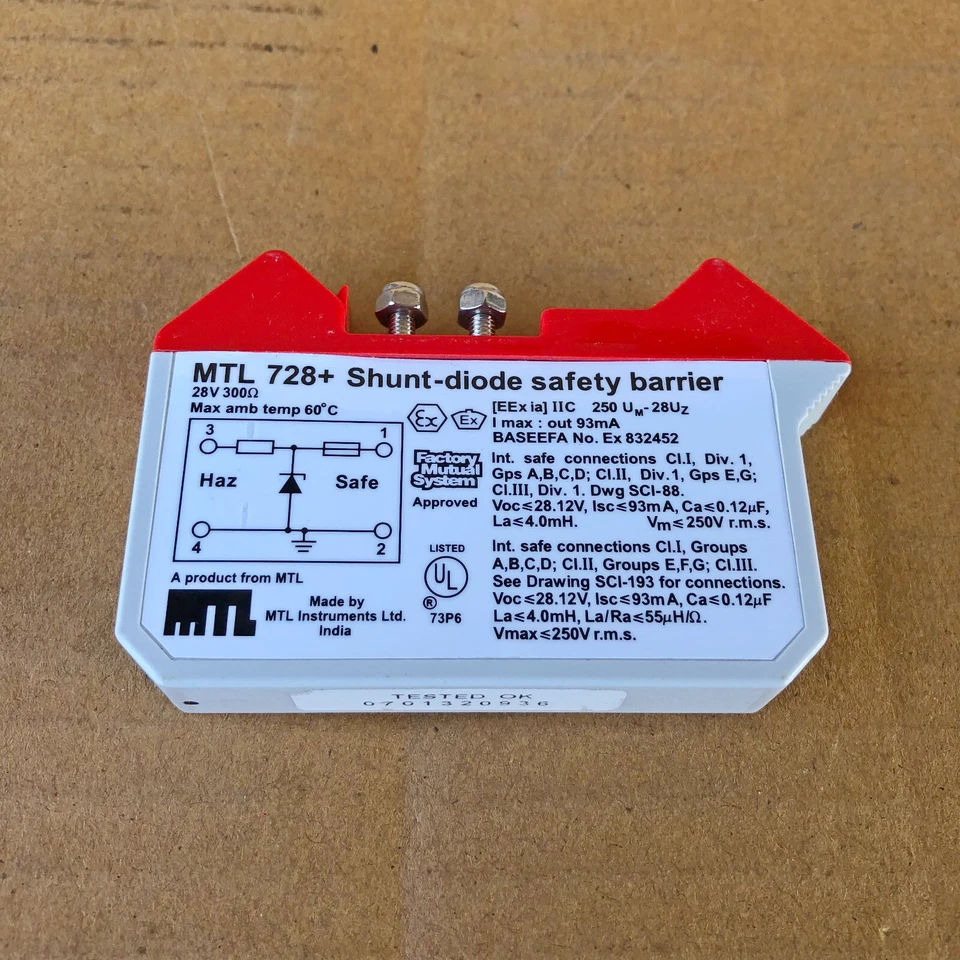 MTL 728+ Shunt-diode safety barrier
28V 300Ω
Max amb temp 60°C
3
1
Haz
Safe
4
2
A product from MTL
MTL
Made by
MTL Instruments Ltd.
India
Ex
Ex
Factory
Mutual
System
Approved
LISTED
UL
®
73P6
[EEx ia] IIC 250 UM-28UZ
I max : out 93mA
BASEEFA No. Ex 832452
Int. safe connections Cl.I, Div. 1,
Gps A,B,C,D; Cl.II, Div.1, Gps E,G;
Cl.III, Div. 1. Dwg SCI-88.
Voc≤28.12V, Isc≤93mA, Ca≤0.12µF,
La≤4.0mH. Vm≤250V r.m.s.
Int. safe connections Cl.I, Groups
A,B,C,D; Cl.II, Groups E,F,G; Cl.III.
See Drawing SCI-193 for connections.
Voc≤28.12V, Isc≤93mA, Ca≤0.12µF
La≤4.0mH, La/Ra≤55µH/Ω.
Vmax≤250V r.m.s.
TESTED OK
0701320936